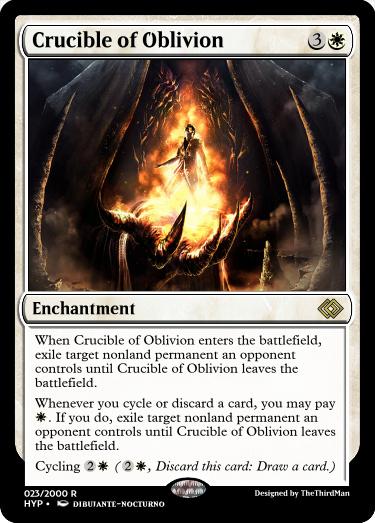 Crucible of Oblivion 3
Enchantment
When Crucible of Oblivion enters the battlefield,
exile target nonland permanent an opponent
controls until Crucible of Oblivion leaves the
battlefield.
Whenever you cycle or discard a card, you may pay
. If you do, exile target nonland permanent an
opponent controls until Crucible of Oblivion leaves
the battlefield.
Cycling 2 ( 2 , Discard this card: Draw a card.)
023/2000 R
HYP • DIBUJANTE-NOCTURNO
Designed by TheThirdMan